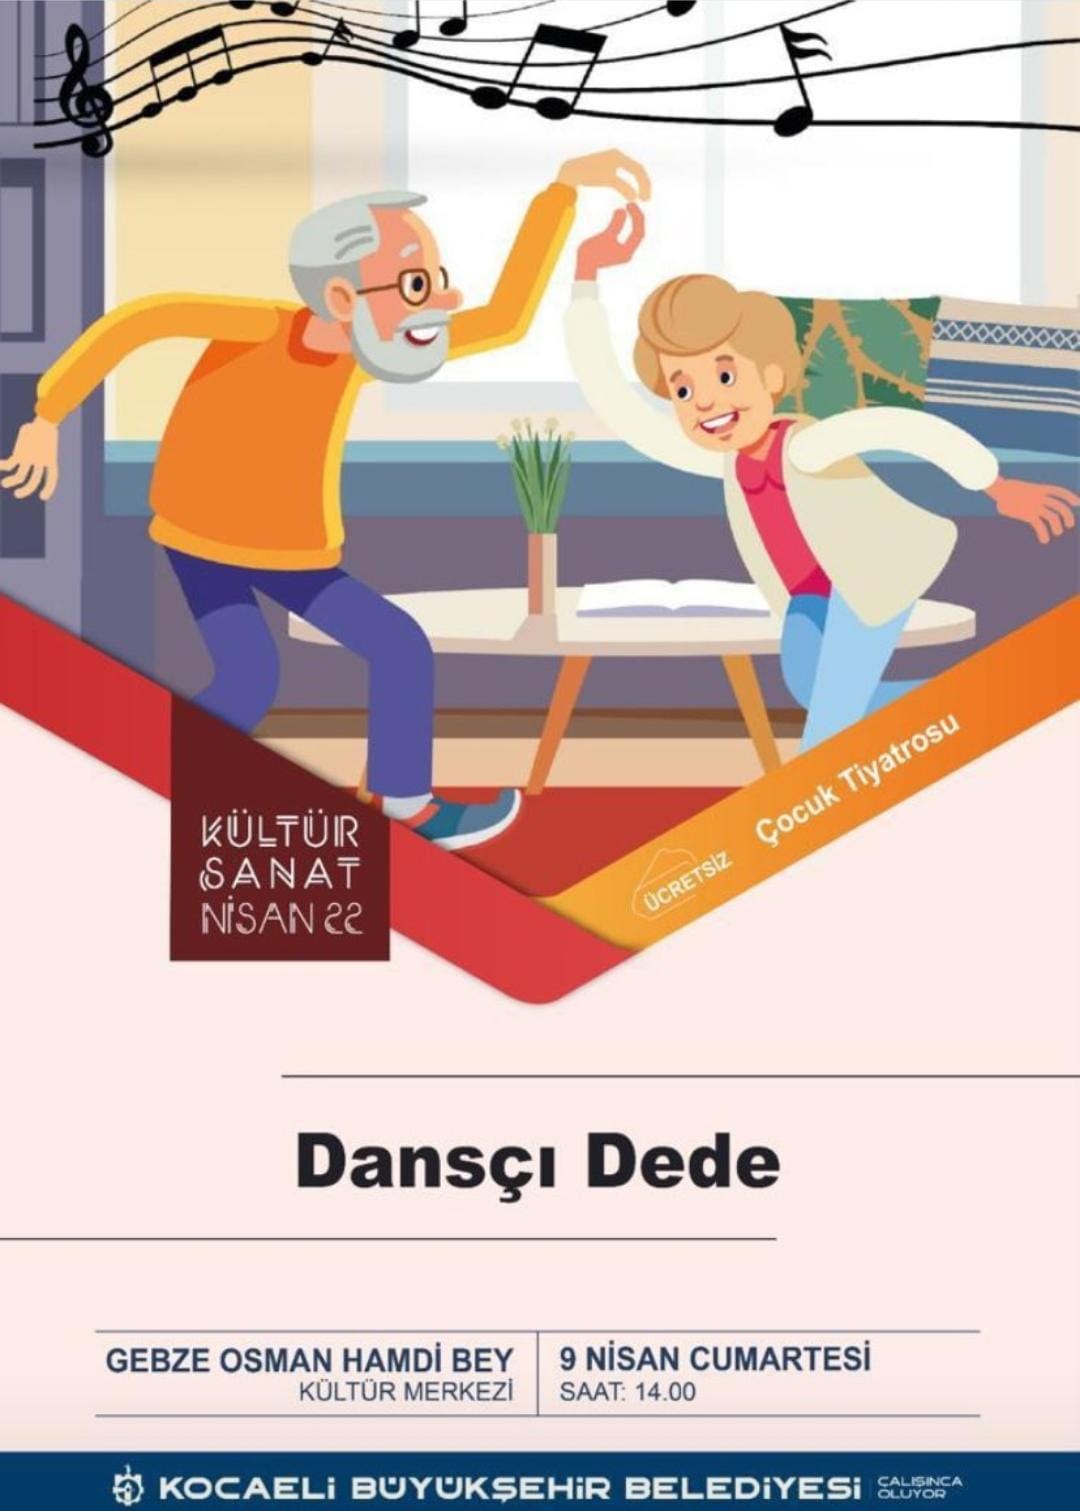 KÜLTÜR
SANAT
NİSAN 22
ÜCRETSİZ
Çocuk Tiyatrosu
Dansçı Dede
GEBZE OSMAN HAMDİ BEY
KÜLTÜR MERKEZİ
9 NİSAN CUMARTESİ
SAAT: 14.00
KOCAELİ BÜYÜKŞEHİR BELEDİYESİ
ÇALIŞINCA
OLUYOR